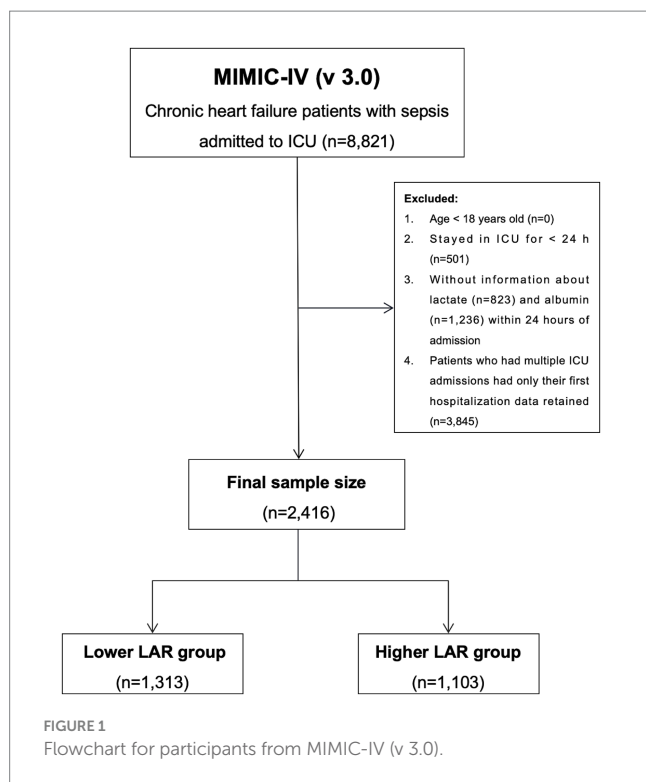 MIMIC-IV (v 3.0)
Chronic heart failure patients with sepsis
admitted to ICU (n=8,821)
Excluded:
1. Age < 18 years old (n=0)
2. Stayed in ICU for < 24 h
(n=501)
3. Without information about
lactate (n=823) and albumin
(n=1,236) within 24 hours of
admission
4. Patients who had multiple ICU
admissions had only their first
hospitalization data retained
(n=3,845)
Final sample size
(n=2,416)
Lower LAR group
(n=1,313)
Higher LAR group
(n=1,103)
FIGURE 1
Flowchart for participants from MIMIC-IV (v 3.0).